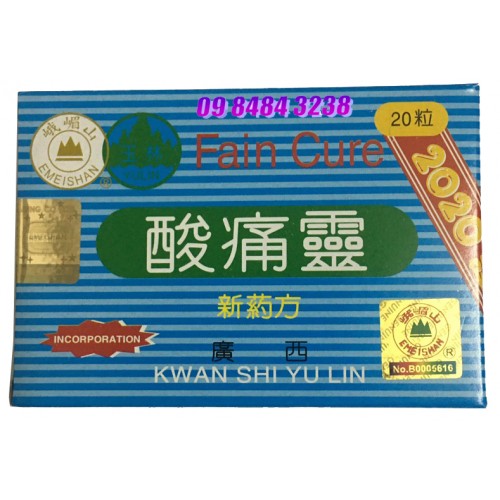 09 8484 3238
20粒
峨嵋山
EMEISHAN
Fain Cure
2020
®
酸痛靈
新葯方
INCORPORATION
廣西
KWAN SHI YU LIN
峨嵋山
EMEISHAN
®
No.B0005616